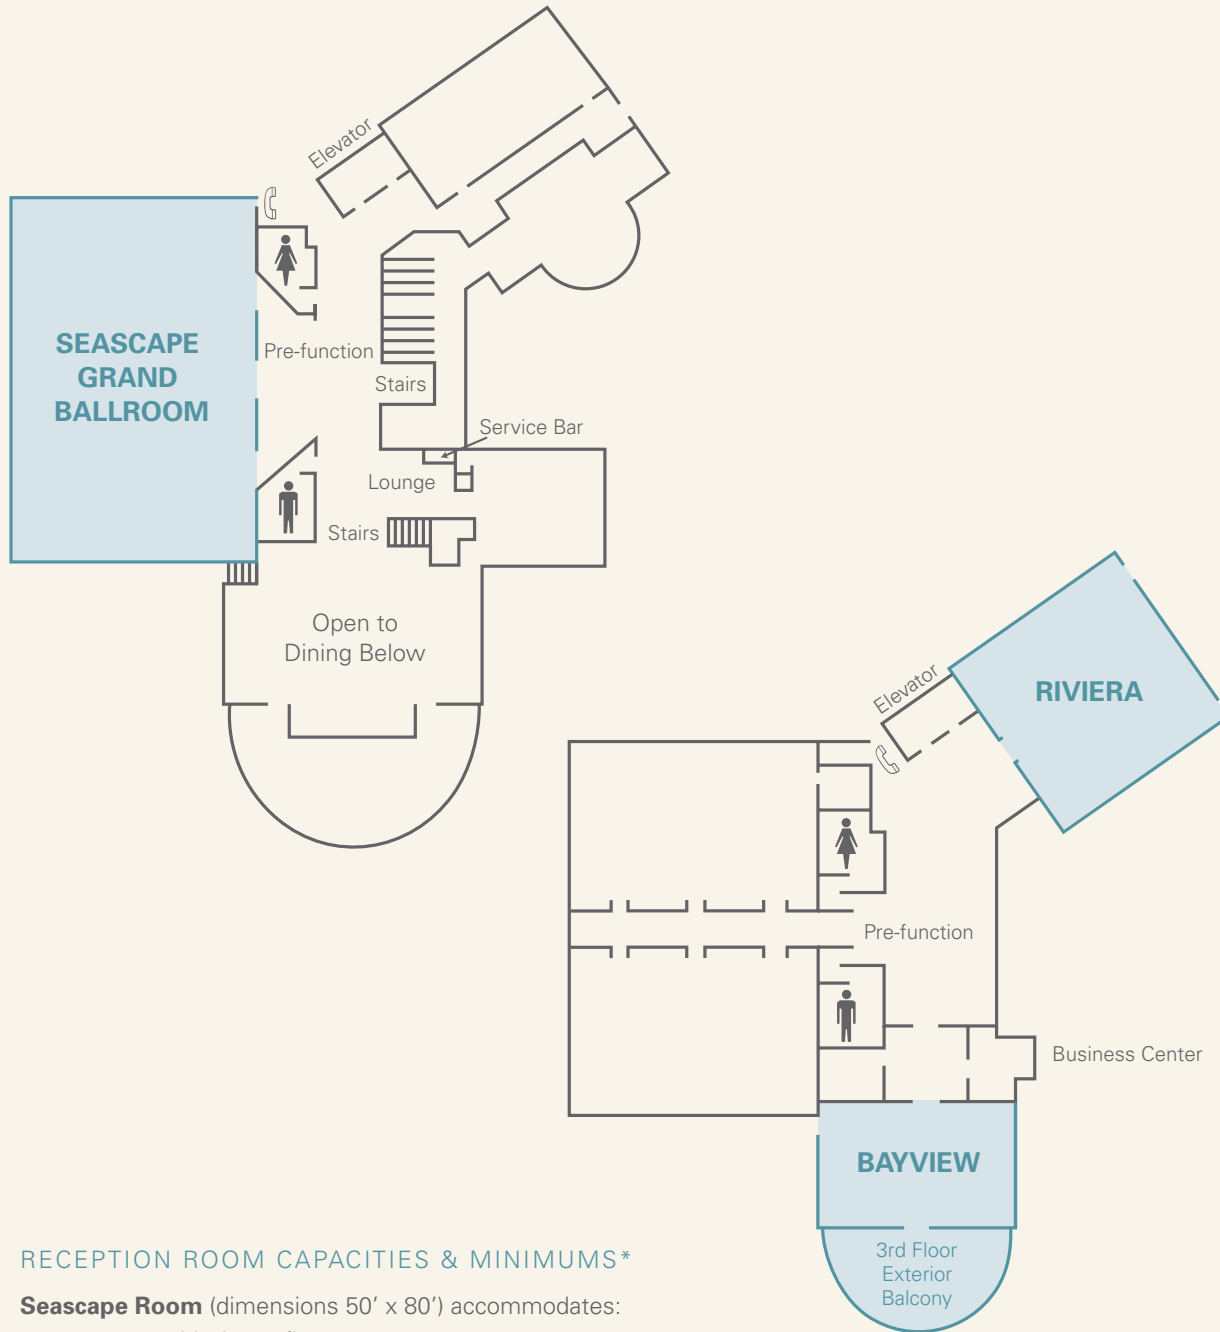 Elevator
SEASCAPE
GRAND
BALLROOM
Pre-function
Stairs
Service Bar
Lounge
Stairs
Open to
Dining Below
Elevator
RIVIERA
Pre-function
Business Center
BAYVIEW
3rd Floor
Exterior
Balcony
RECEPTION ROOM CAPACITIES & MINIMUMS*
Seascape Room (dimensions 50′ x 80′) accommodates: